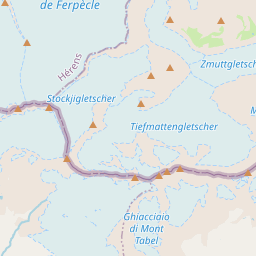 de Ferpècle
Hérens
Zmuttgletsch
Stockjigletscher
Tiefmattengletscher
M
Ghiacciaio
di Mont
Tabel